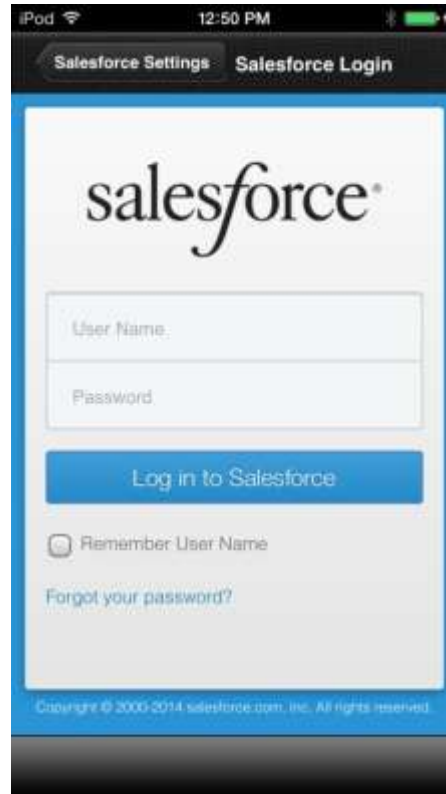 iPod 12:50 PM
Salesforce Settings Salesforce Login
salesforce
User Name
Password
Log in to Salesforce
Remember User Name
Forgot your password?
Copyright © 2000-2014 salesforce.com, inc. All rights reserved.